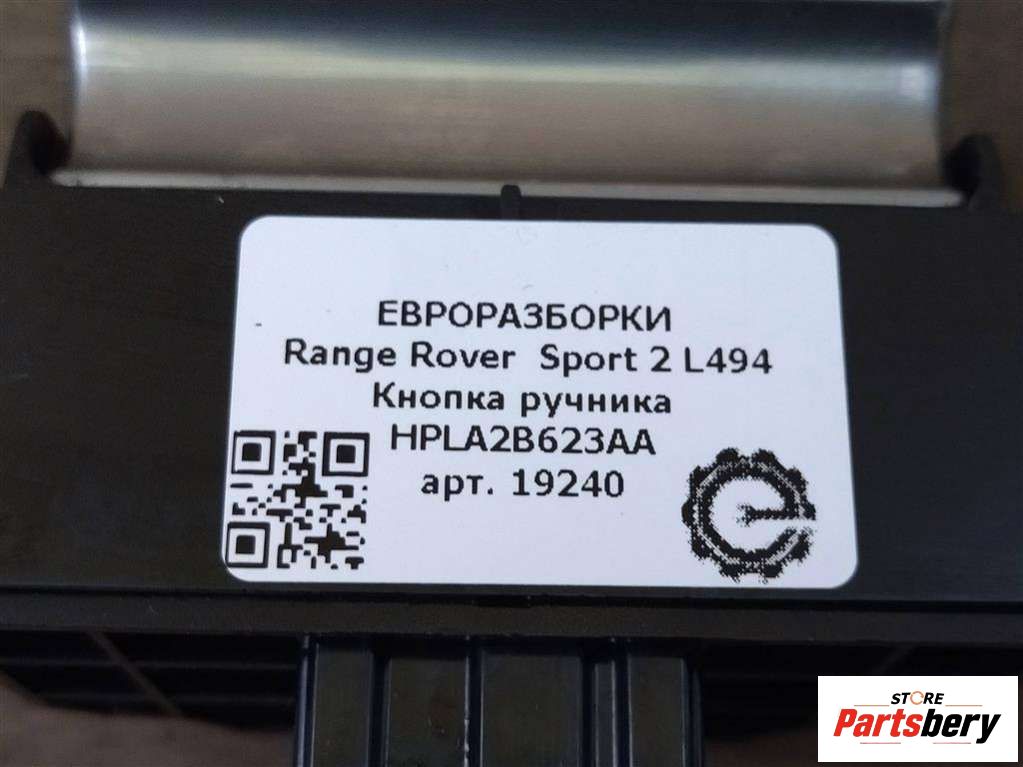 ЕВРОРАЗБОРКИ
Range Rover Sport 2 L494
Кнопка ручника
HPLA2B623AA
арт. 19240
STORE
Partsbery